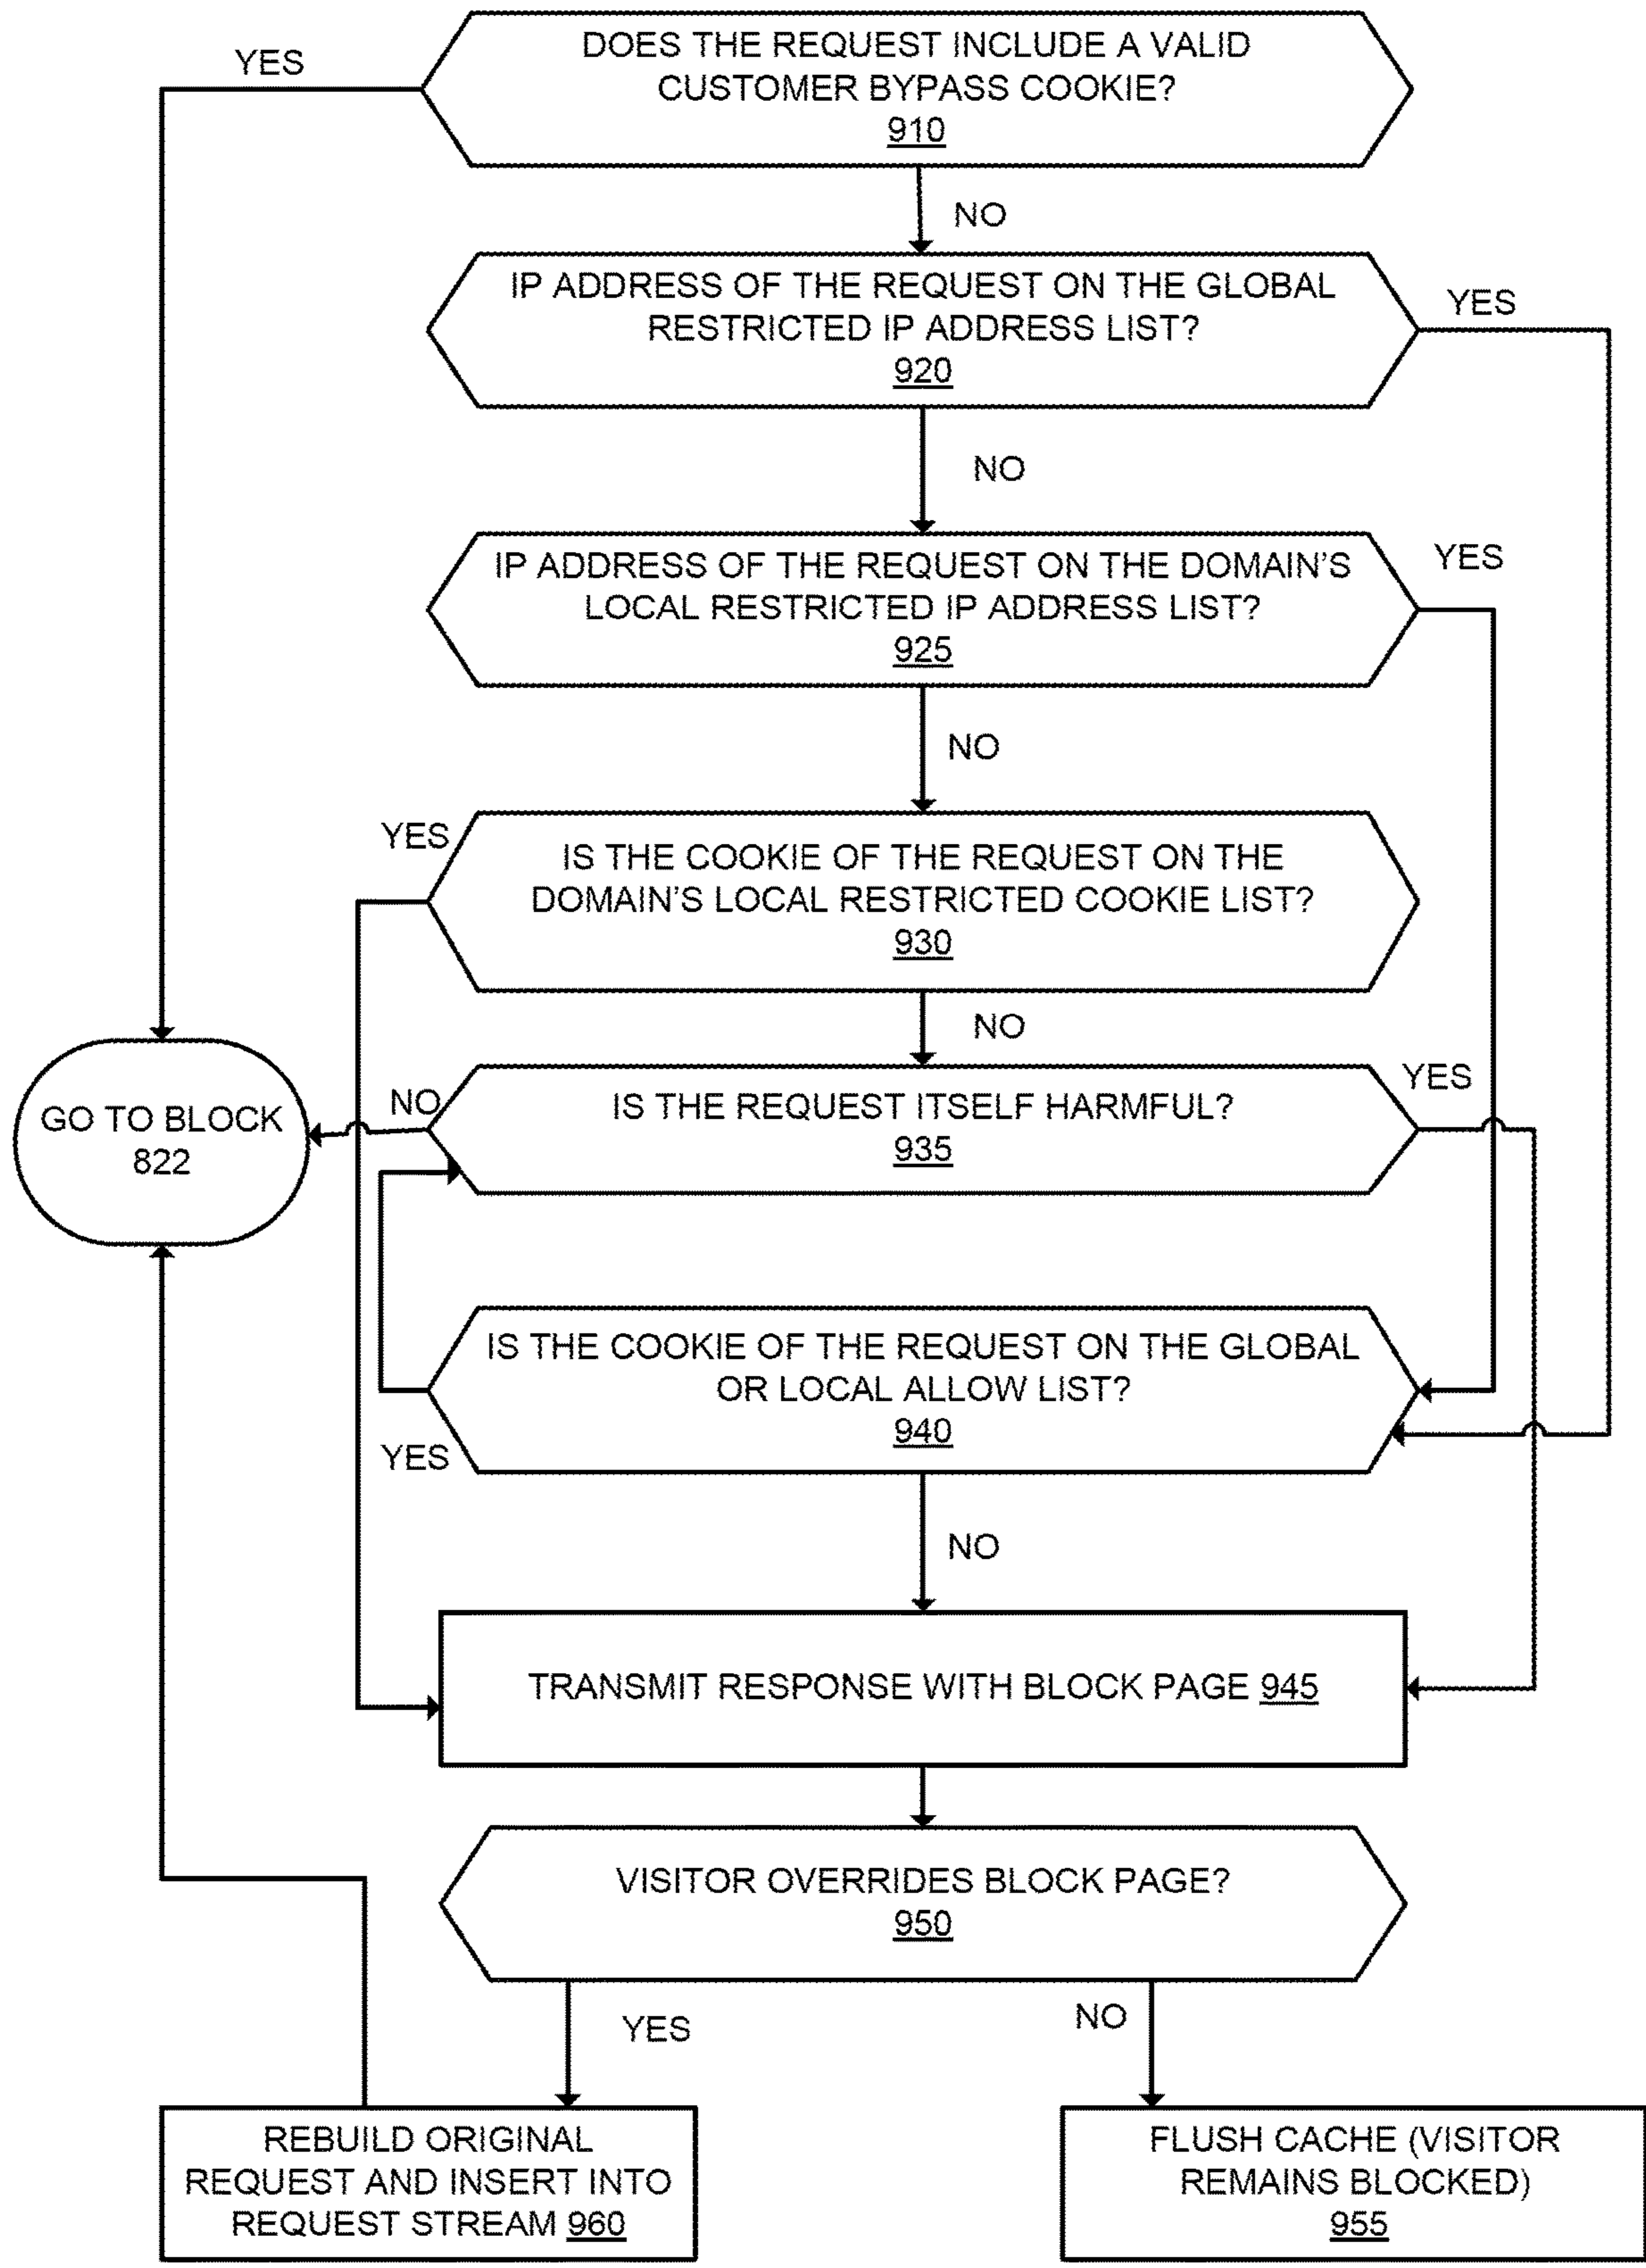 YES
DOES THE REQUEST INCLUDE A VALID
CUSTOMER BYPASS COOKIE?
910
NO
IP ADDRESS OF THE REQUEST ON THE GLOBAL
RESTRICTED IP ADDRESS LIST?
920
YES
NO
IP ADDRESS OF THE REQUEST ON THE DOMAIN'S
LOCAL RESTRICTED IP ADDRESS LIST?
925
YES
NO
YES
IS THE COOKIE OF THE REQUEST ON THE
DOMAIN'S LOCAL RESTRICTED COOKIE LIST?
930
NO
GO TO BLOCK
822
NO
IS THE REQUEST ITSELF HARMFUL?
935
YES
IS THE COOKIE OF THE REQUEST ON THE GLOBAL
OR LOCAL ALLOW LIST?
940
YES
NO
TRANSMIT RESPONSE WITH BLOCK PAGE 945
VISITOR OVERRIDES BLOCK PAGE?
950
YES
NO
REBUILD ORIGINAL
REQUEST AND INSERT INTO
REQUEST STREAM 960
FLUSH CACHE (VISITOR
REMAINS BLOCKED)
955